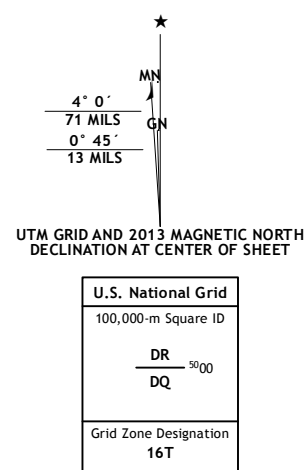 ★
MN
4° 0´
71 MILS
GN
0° 45´
13 MILS
UTM GRID AND 2013 MAGNETIC NORTH
DECLINATION AT CENTER OF SHEET
U.S. National Grid
100,000-m Square ID
DR
5000
DQ
Grid Zone Designation
16T